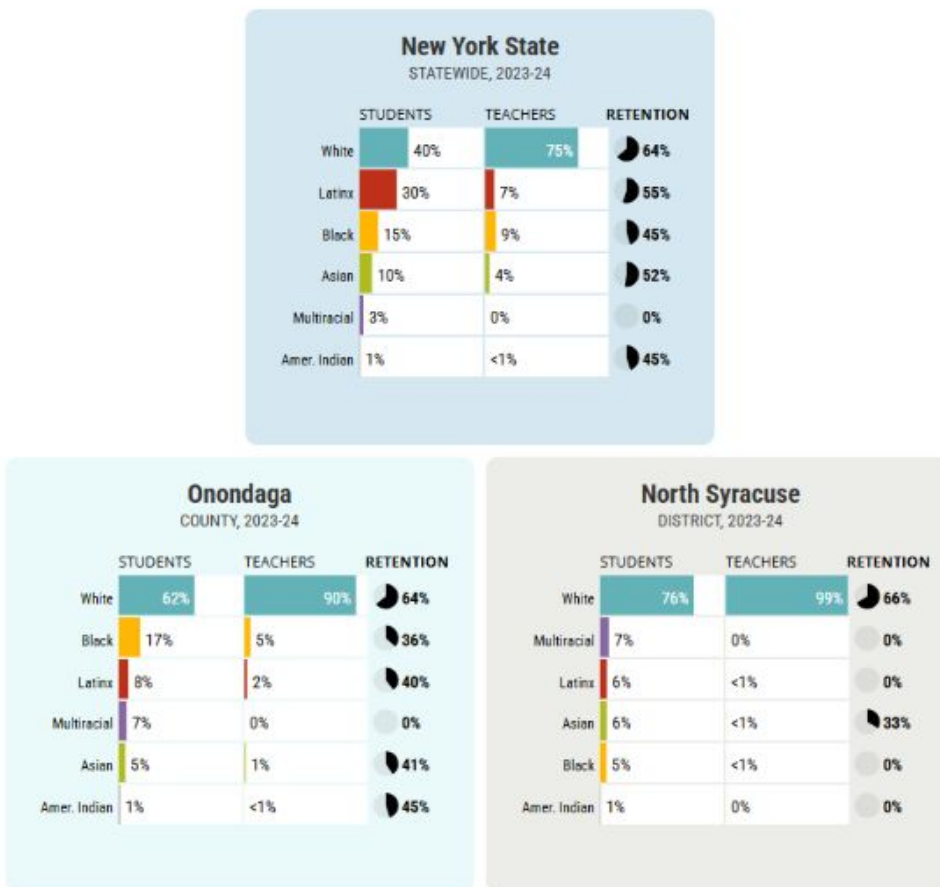 New York State
STATEWIDE, 2023-24
STUDENTS TEACHERS RETENTION
White 40% 75% 64%
Latinx 30% 7% 55%
Black 15% 9% 45%
Asian 10% 4% 52%
Multiracial 3% 0% 0%
Amer. Indian 1% <1% 45%
Onondaga
COUNTY, 2023-24
STUDENTS TEACHERS RETENTION
White 62% 90% 64%
Black 17% 5% 36%
Latinx 8% 2% 40%
Multiracial 7% 0% 0%
Asian 5% 1% 41%
Amer. Indian 1% <1% 45%
North Syracuse
DISTRICT, 2023-24
STUDENTS TEACHERS RETENTION
White 76% 99% 66%
Multiracial 7% 0% 0%
Latinx 6% <1% 0%
Asian 6% <1% 33%
Black 5% <1% 0%
Amer. Indian 1% 0% 0%